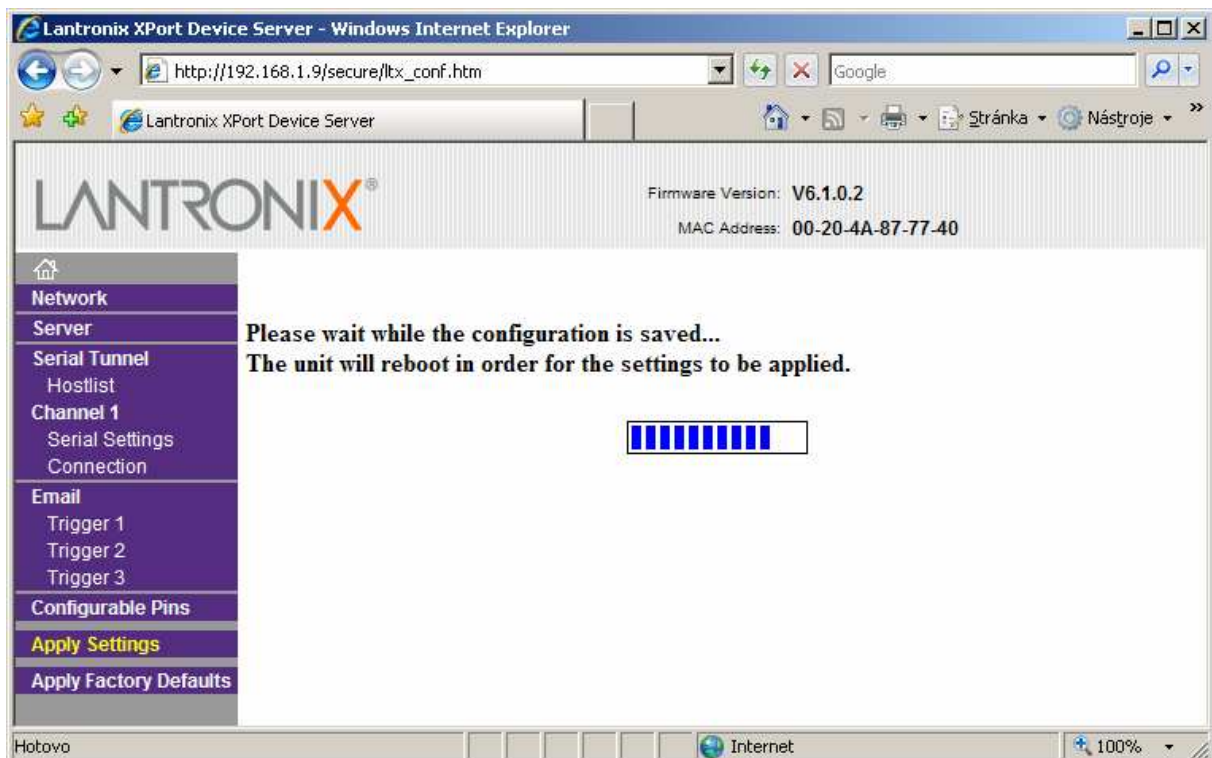 Lantronix XPort Device Server - Windows Internet Explorer
http://192.168.1.9/secure/ltx_conf.htm
Google
Lantronix XPort Device Server
Stránka
Nástroje
»
LANTRONIX®
Firmware Version: V6.1.0.2
MAC Address: 00-20-4A-87-77-40
Network
Server
Serial Tunnel
Hostlist
Channel 1
Serial Settings
Connection
Email
Trigger 1
Trigger 2
Trigger 3
Configurable Pins
Apply Settings
Apply Factory Defaults
Please wait while the configuration is saved...
The unit will reboot in order for the settings to be applied.
Hotovo
Internet
100%